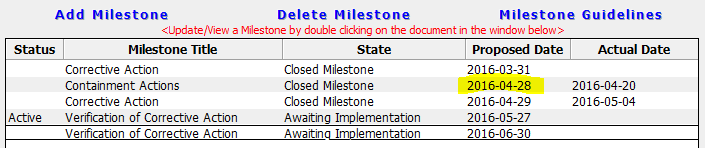 Add Milestone Delete Milestone Milestone Guidelines
<Update/View a Milestone by double clicking on the document in the window below>
Status Milestone Title State Proposed Date Actual Date
Corrective Action Closed Milestone 2016-03-31
Containment Actions Closed Milestone 2016-04-28 2016-04-20
Corrective Action Closed Milestone 2016-04-29 2016-05-04
Active Verification of Corrective Action Awaiting Implementation 2016-05-27
Verification of Corrective Action Awaiting Implementation 2016-06-30